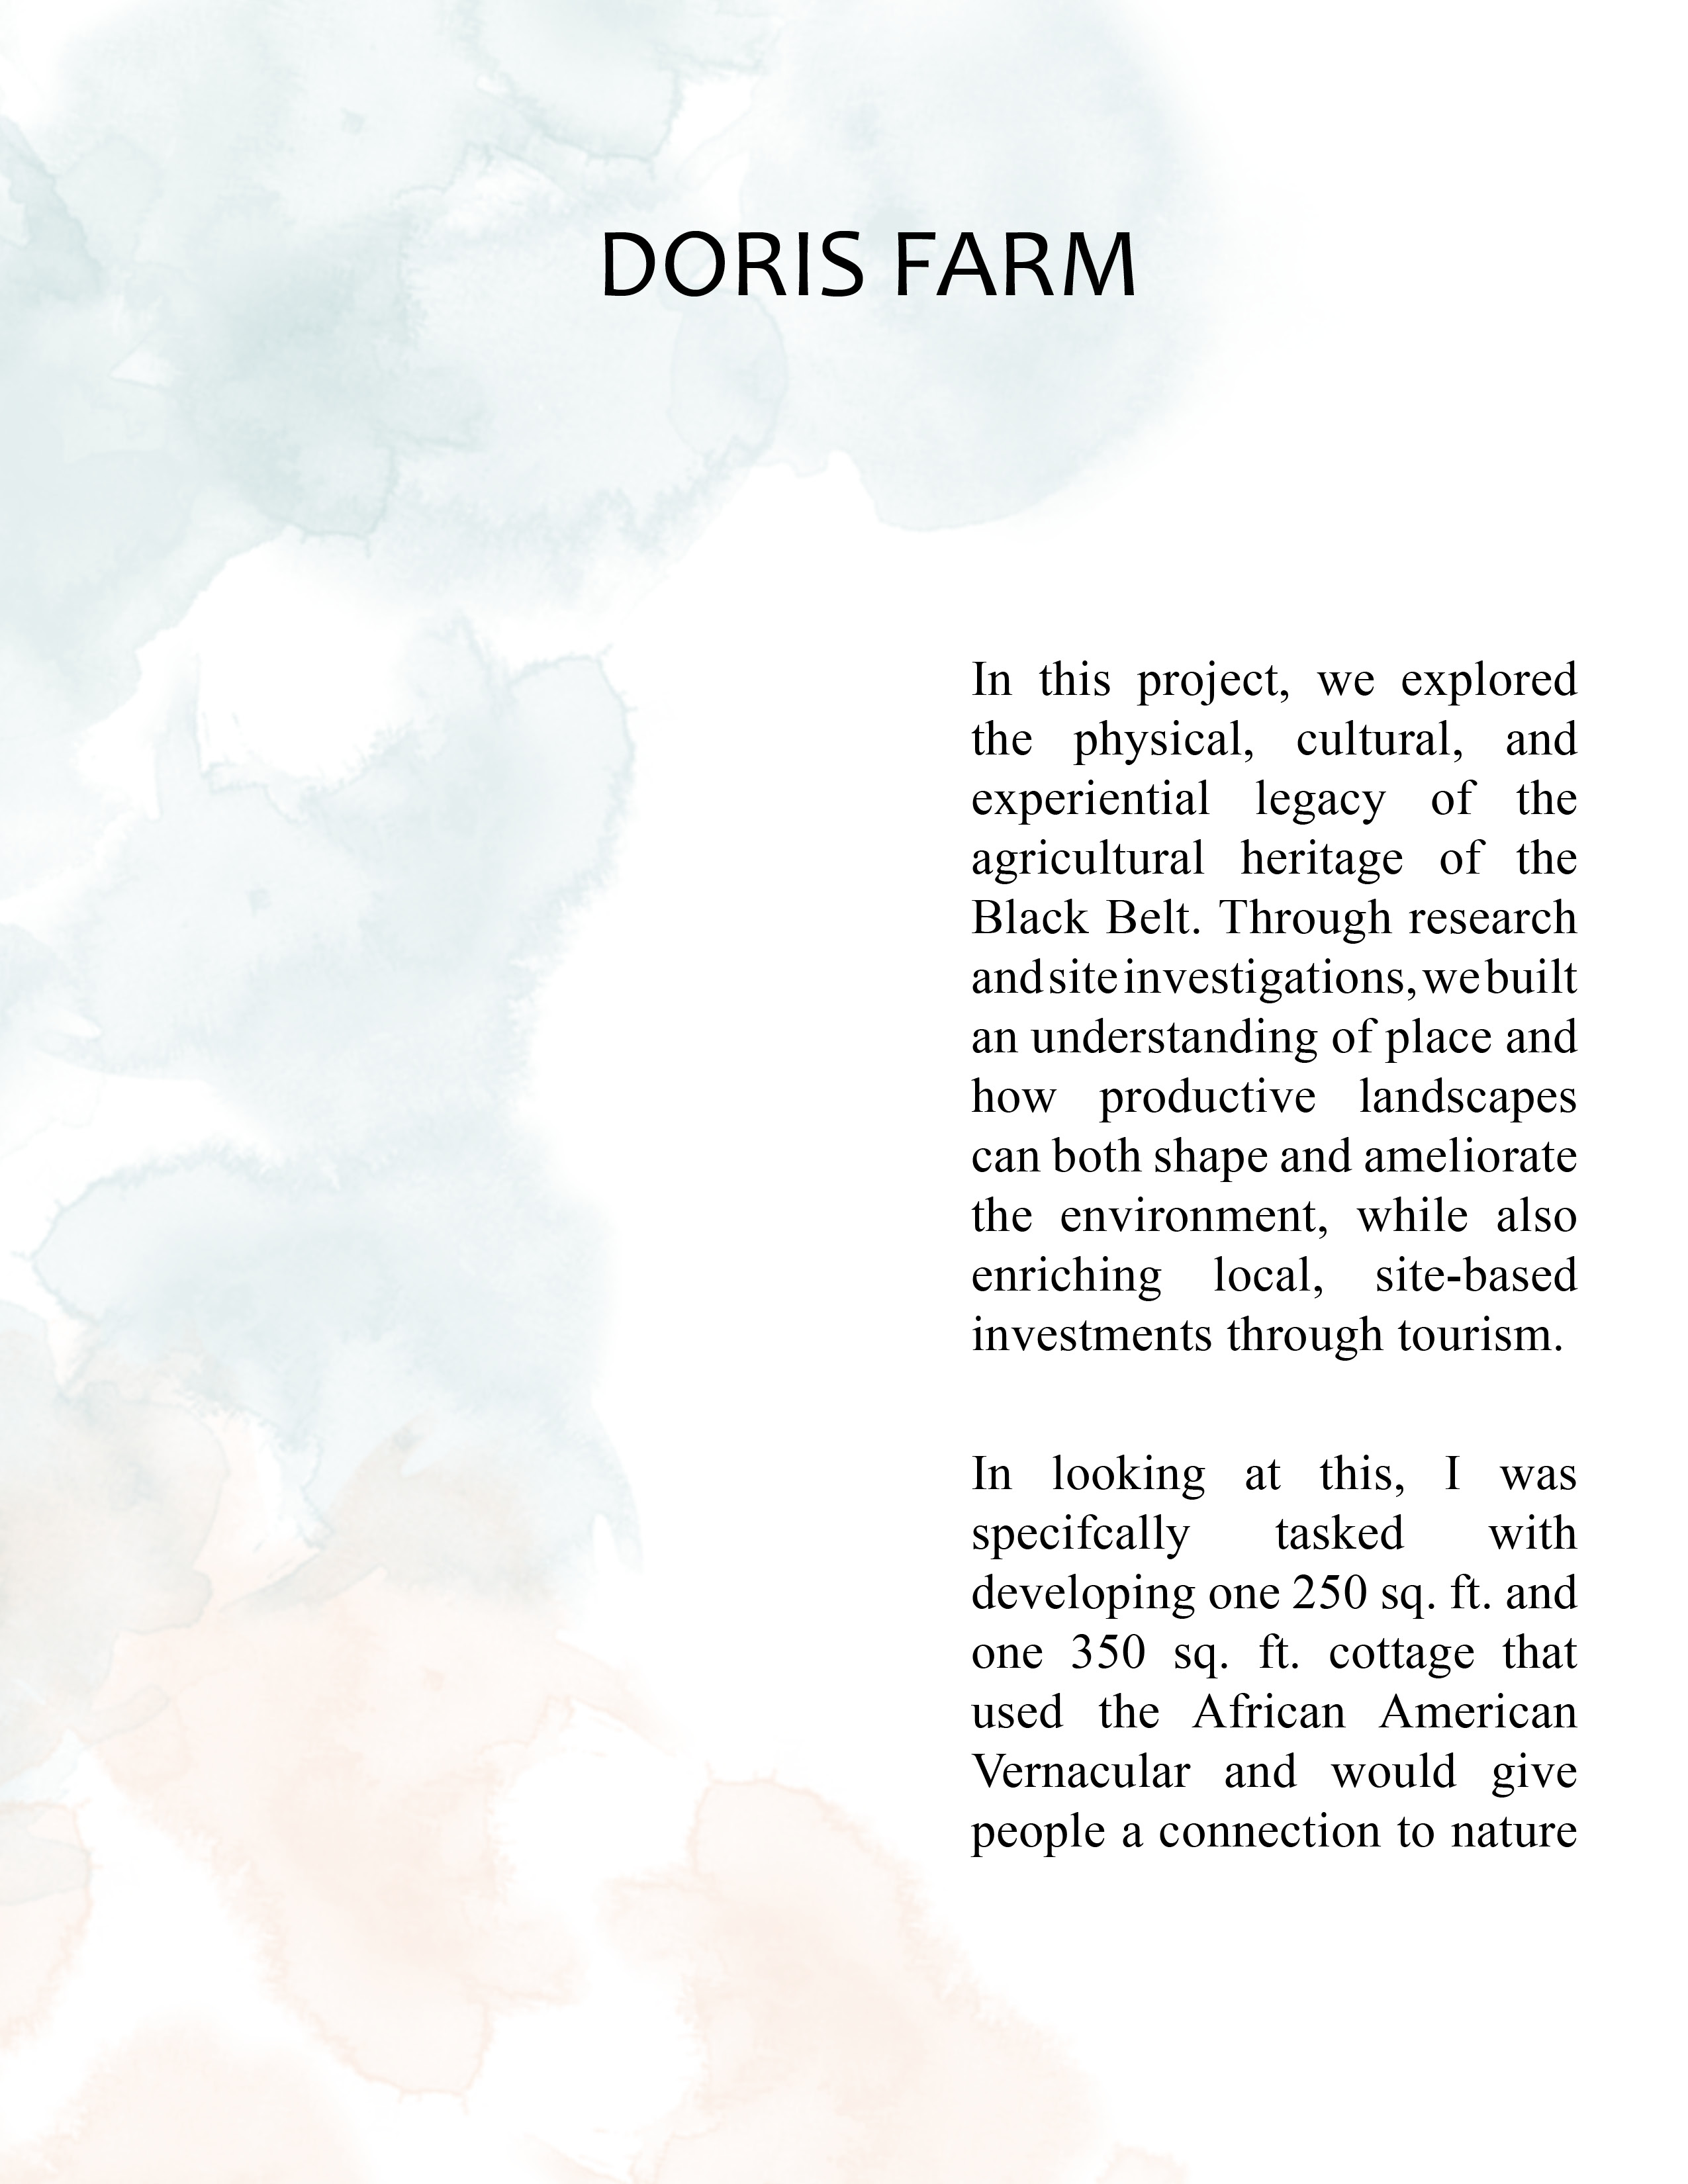 DORIS FARM
In this project, we explored
the physical, cultural, and
experiential legacy of the
agricultural heritage of the
Black Belt. Through research
and site investigations, we built
an understanding of place and
how productive landscapes
can both shape and ameliorate
the environment, while also
enriching local, site-based
investments through tourism.
In looking at this, I was
specifcally tasked with
developing one 250 sq. ft. and
one 350 sq. ft. cottage that
used the African American
Vernacular and would give
people a connection to nature